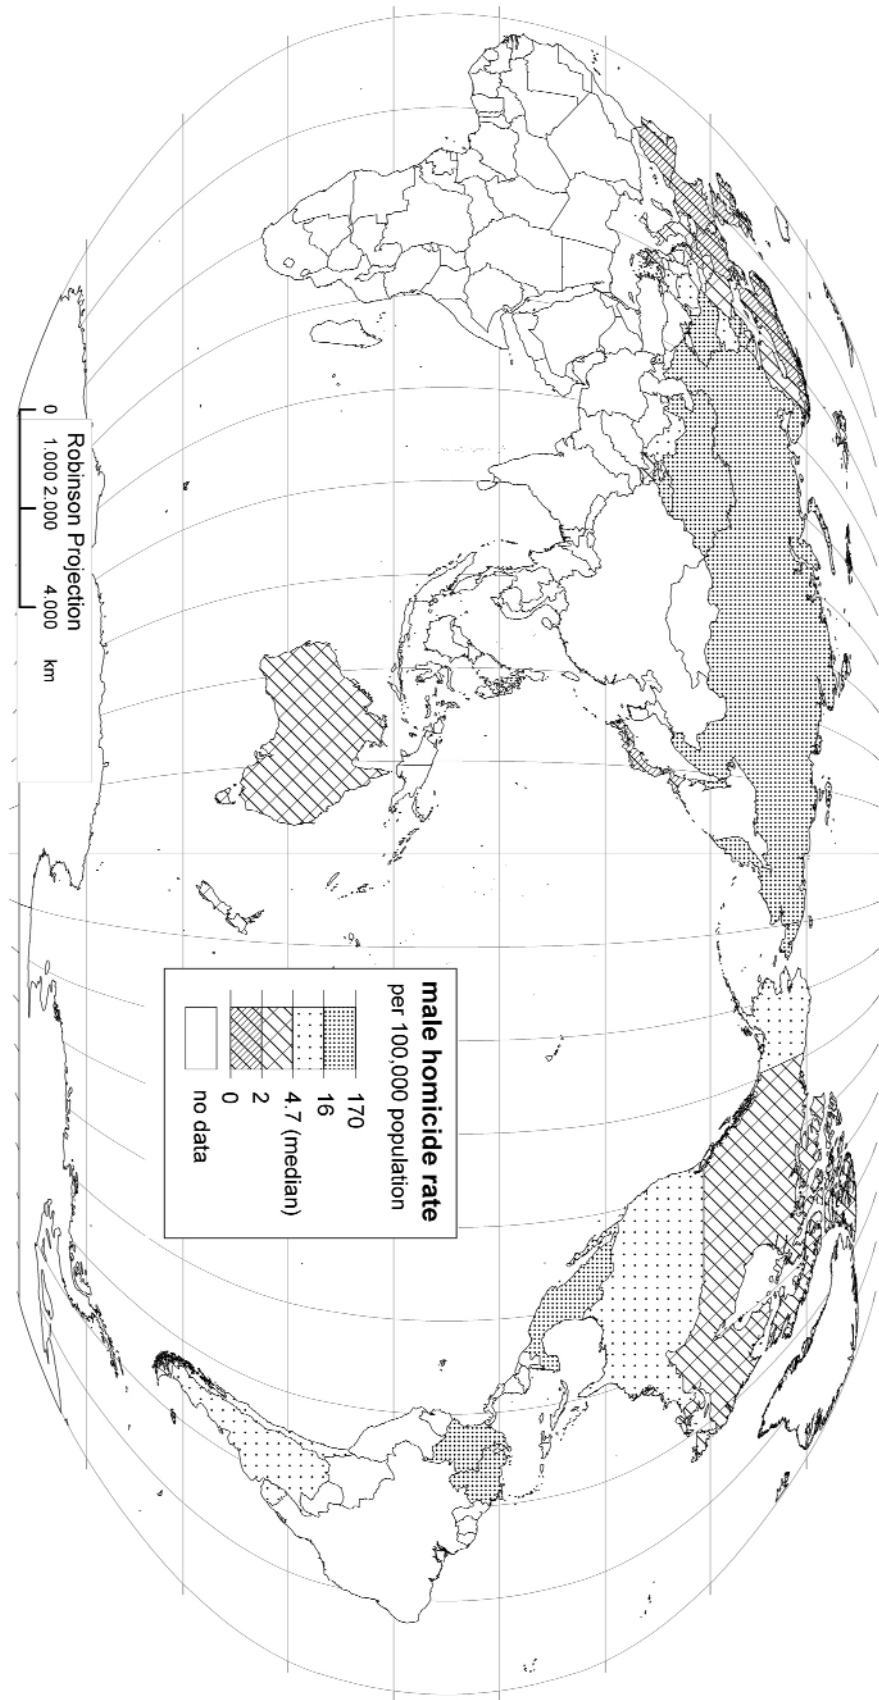 male homicide rate
per 100,000 population
170
16
4.7 (median)
2
0
no data
Robinson Projection
0 1.000 2.000 4.000 km